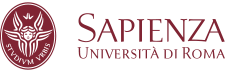 STVDIVM VRBIS
SAPIENZA
UNIVERSITÀ DI ROMA